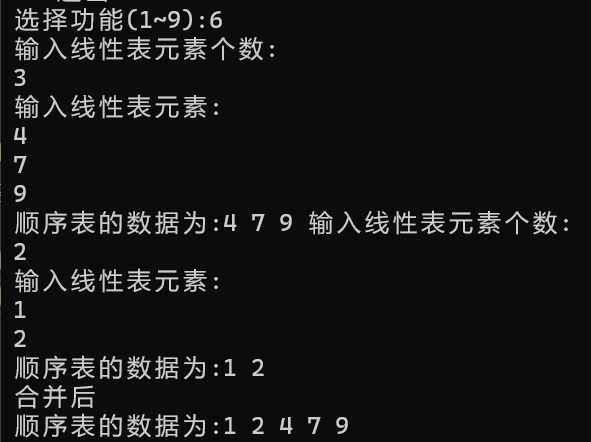 选择功能(1~9):6
输入线性表元素个数:
3
输入线性表元素:
4
7
9
顺序表的数据为:4 7 9 输入线性表元素个数:
2
输入线性表元素:
1
2
顺序表的数据为:1 2
合并后
顺序表的数据为:1 2 4 7 9